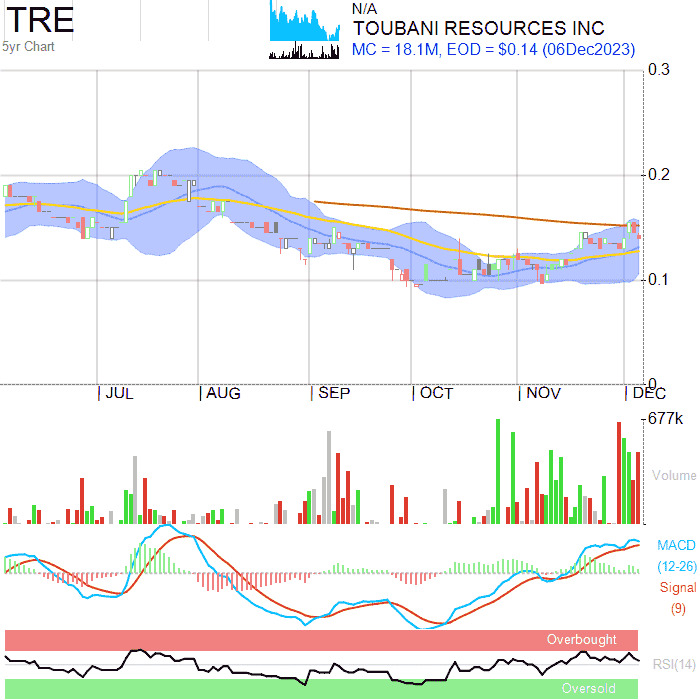 TRE
5yr Chart
N/A
TOUBANI RESOURCES INC
MC = 18.1M, EOD = $0.14 (06Dec2023)
0.3
0.2
0.1
0
JUL AUG SEP OCT NOV DEC
677k
Volume
MACD
(12-26)
Signal
(9)
Overbought
RSI(14)
Oversold